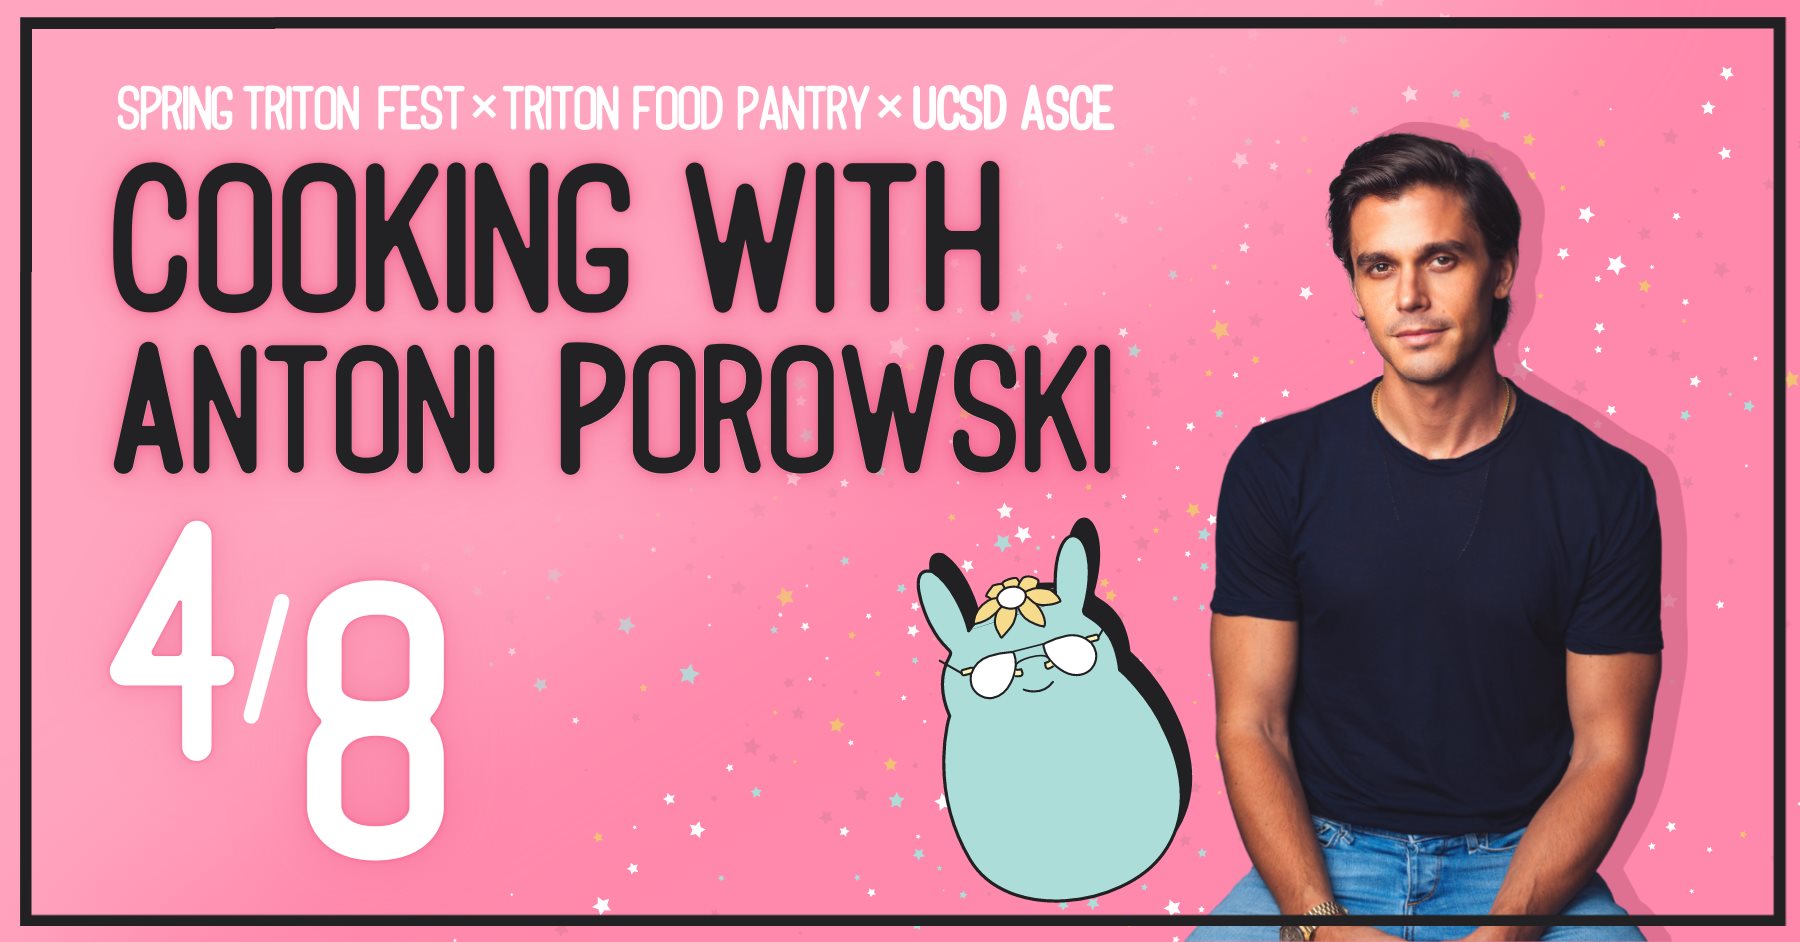 SPRING TRITON FEST × TRITON FOOD PANTRY × UCSD ASCE
COOKING WITH
ANTONI POROWSKI
4/8